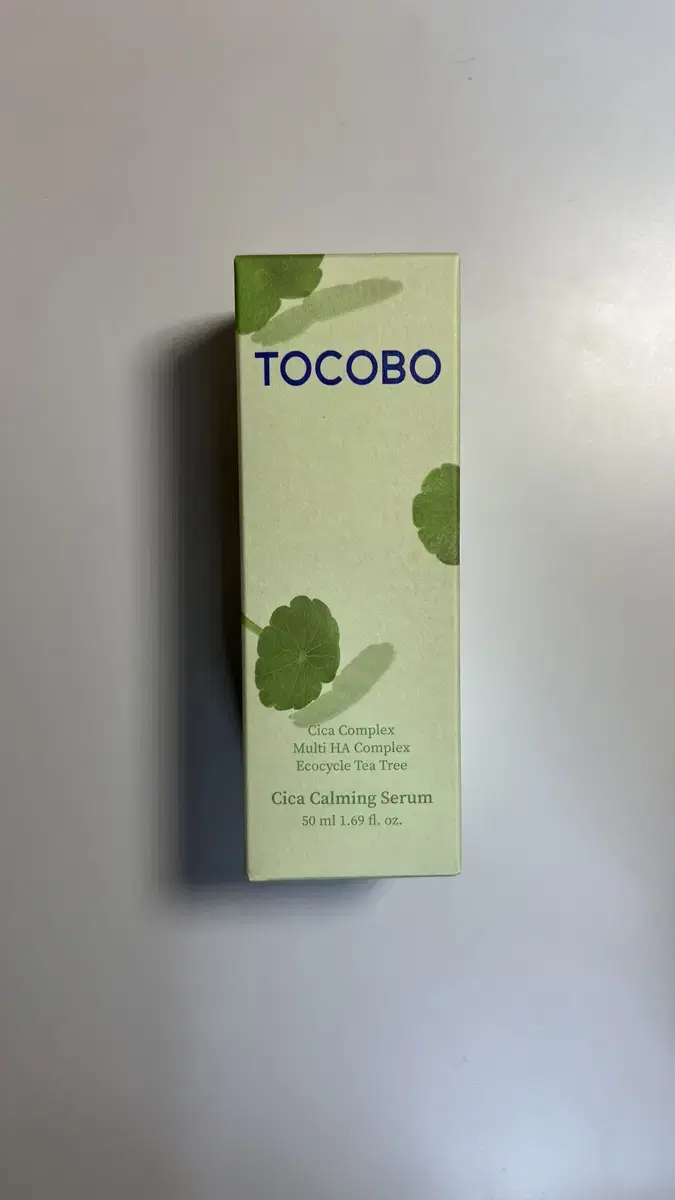 TOCOBO
Cica Complex
Multi HA Complex
Ecocycle Tea Tree
Cica Calming Serum
50 ml 1.69 fl. oz.